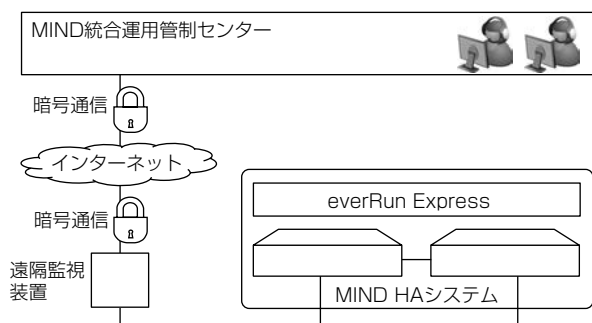 MIND統合運用管制センター
暗号通信
インターネット
暗号通信
遠隔監視
装置
everRun Express
MIND HAシステム